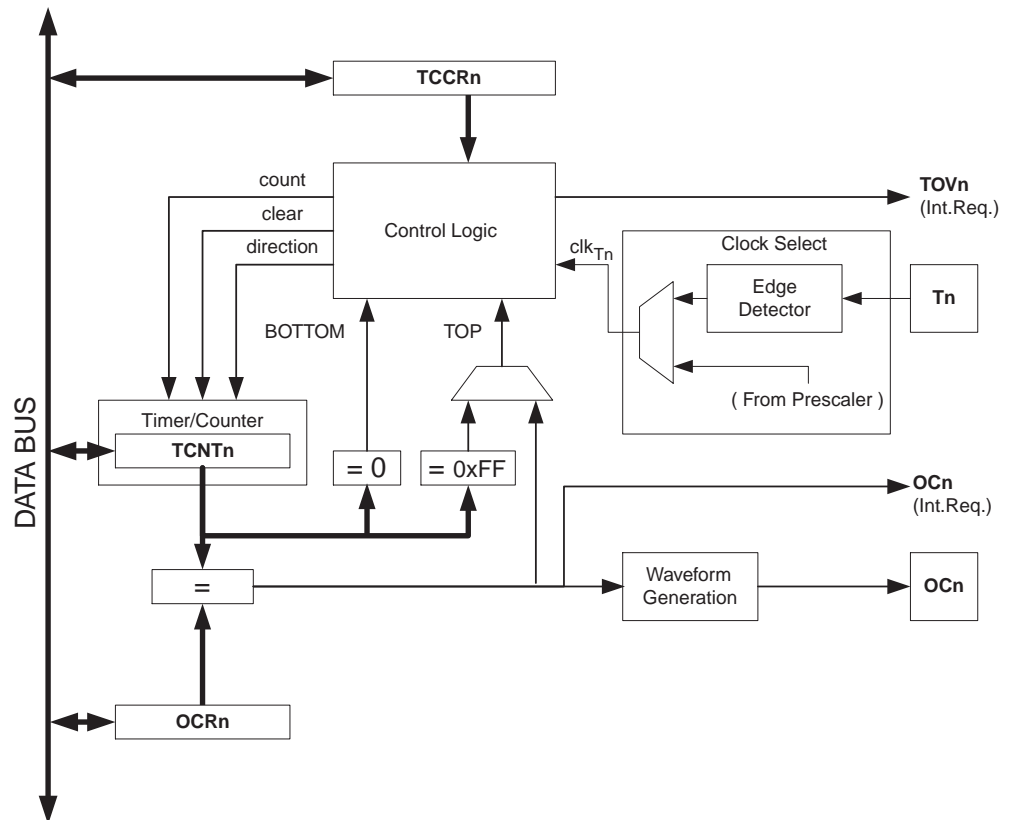 TCCRn
count
clear
direction
Control Logic
TOVn
(Int.Req.)
clkTn
Clock Select
Edge
Detector
Tn
BOTTOM
TOP
( From Prescaler )
Timer/Counter
TCNTn
= 0
= 0xFF
DATA BUS
OCn
(Int.Req.)
=
Waveform
Generation
OCn
OCRn